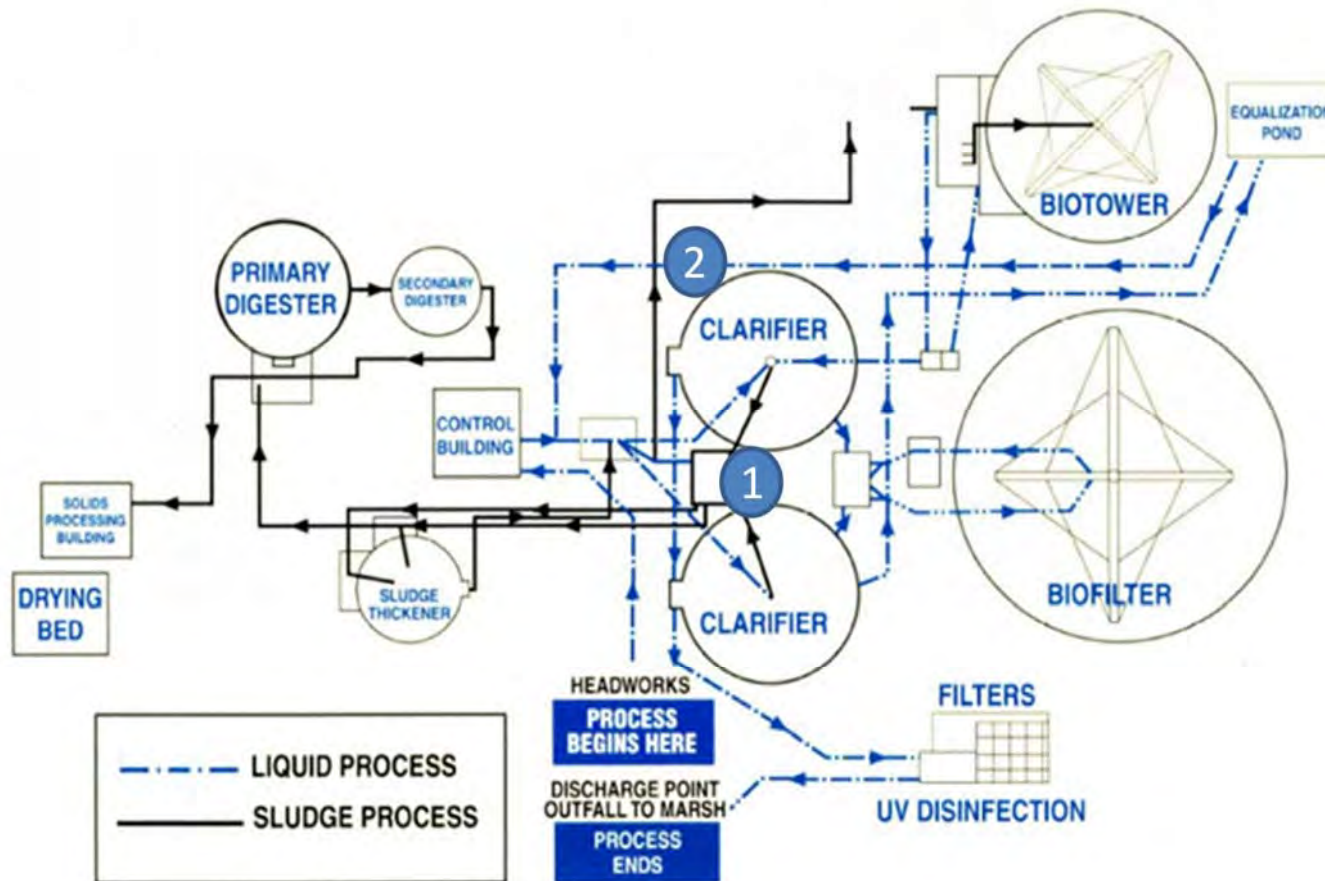 BIOTOWER
EQUALIZATION
POND
2
PRIMARY
DIGESTER
SECONDARY
DIGESTER
CLARIFIER
CONTROL
BUILDING
1
SOLIDS
PROCESSING
BUILDING
DRYING
BED
SLUDGE
THICKENER
CLARIFIER
BIOFILTER
HEADWORKS
PROCESS
BEGINS HERE
DISCHARGE POINT
OUTFALL TO MARSH
PROCESS
ENDS
FILTERS
UV DISINFECTION
LIQUID PROCESS
SLUDGE PROCESS